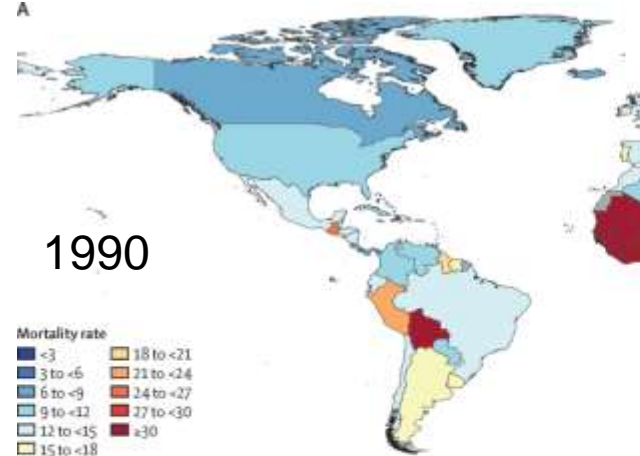 A
1990
Mortality rate
<3
3 to <6
6 to <9
9 to <12
12 to <15
15 to <18
18 to <21
21 to <24
24 to <27
27 to <30
≥30